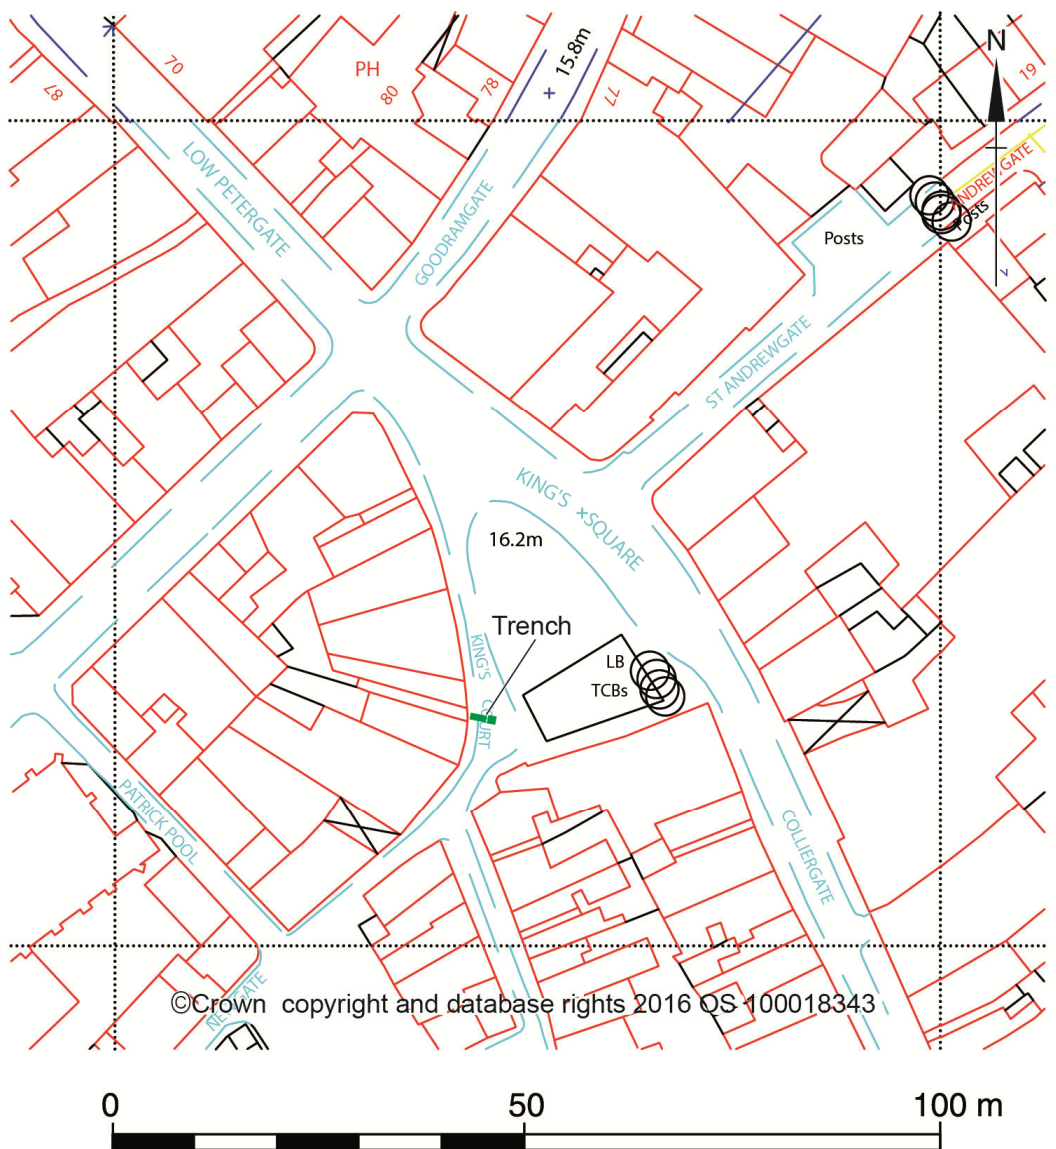 70
87
PH
80
78
15.8m
77
N
19
LOW PETERGATE
GOODRAMGATE
ANDREWGATE
Posts
Posts
ST ANDREWGATE
KING'S SQUARE
16.2m
Trench
KING'S COURT
LB
TCBs
PATRICK POOL
COLLIERGATE
NEWGATE
©Crown copyright and database rights 2016 OS 100018343
0 50 100 m